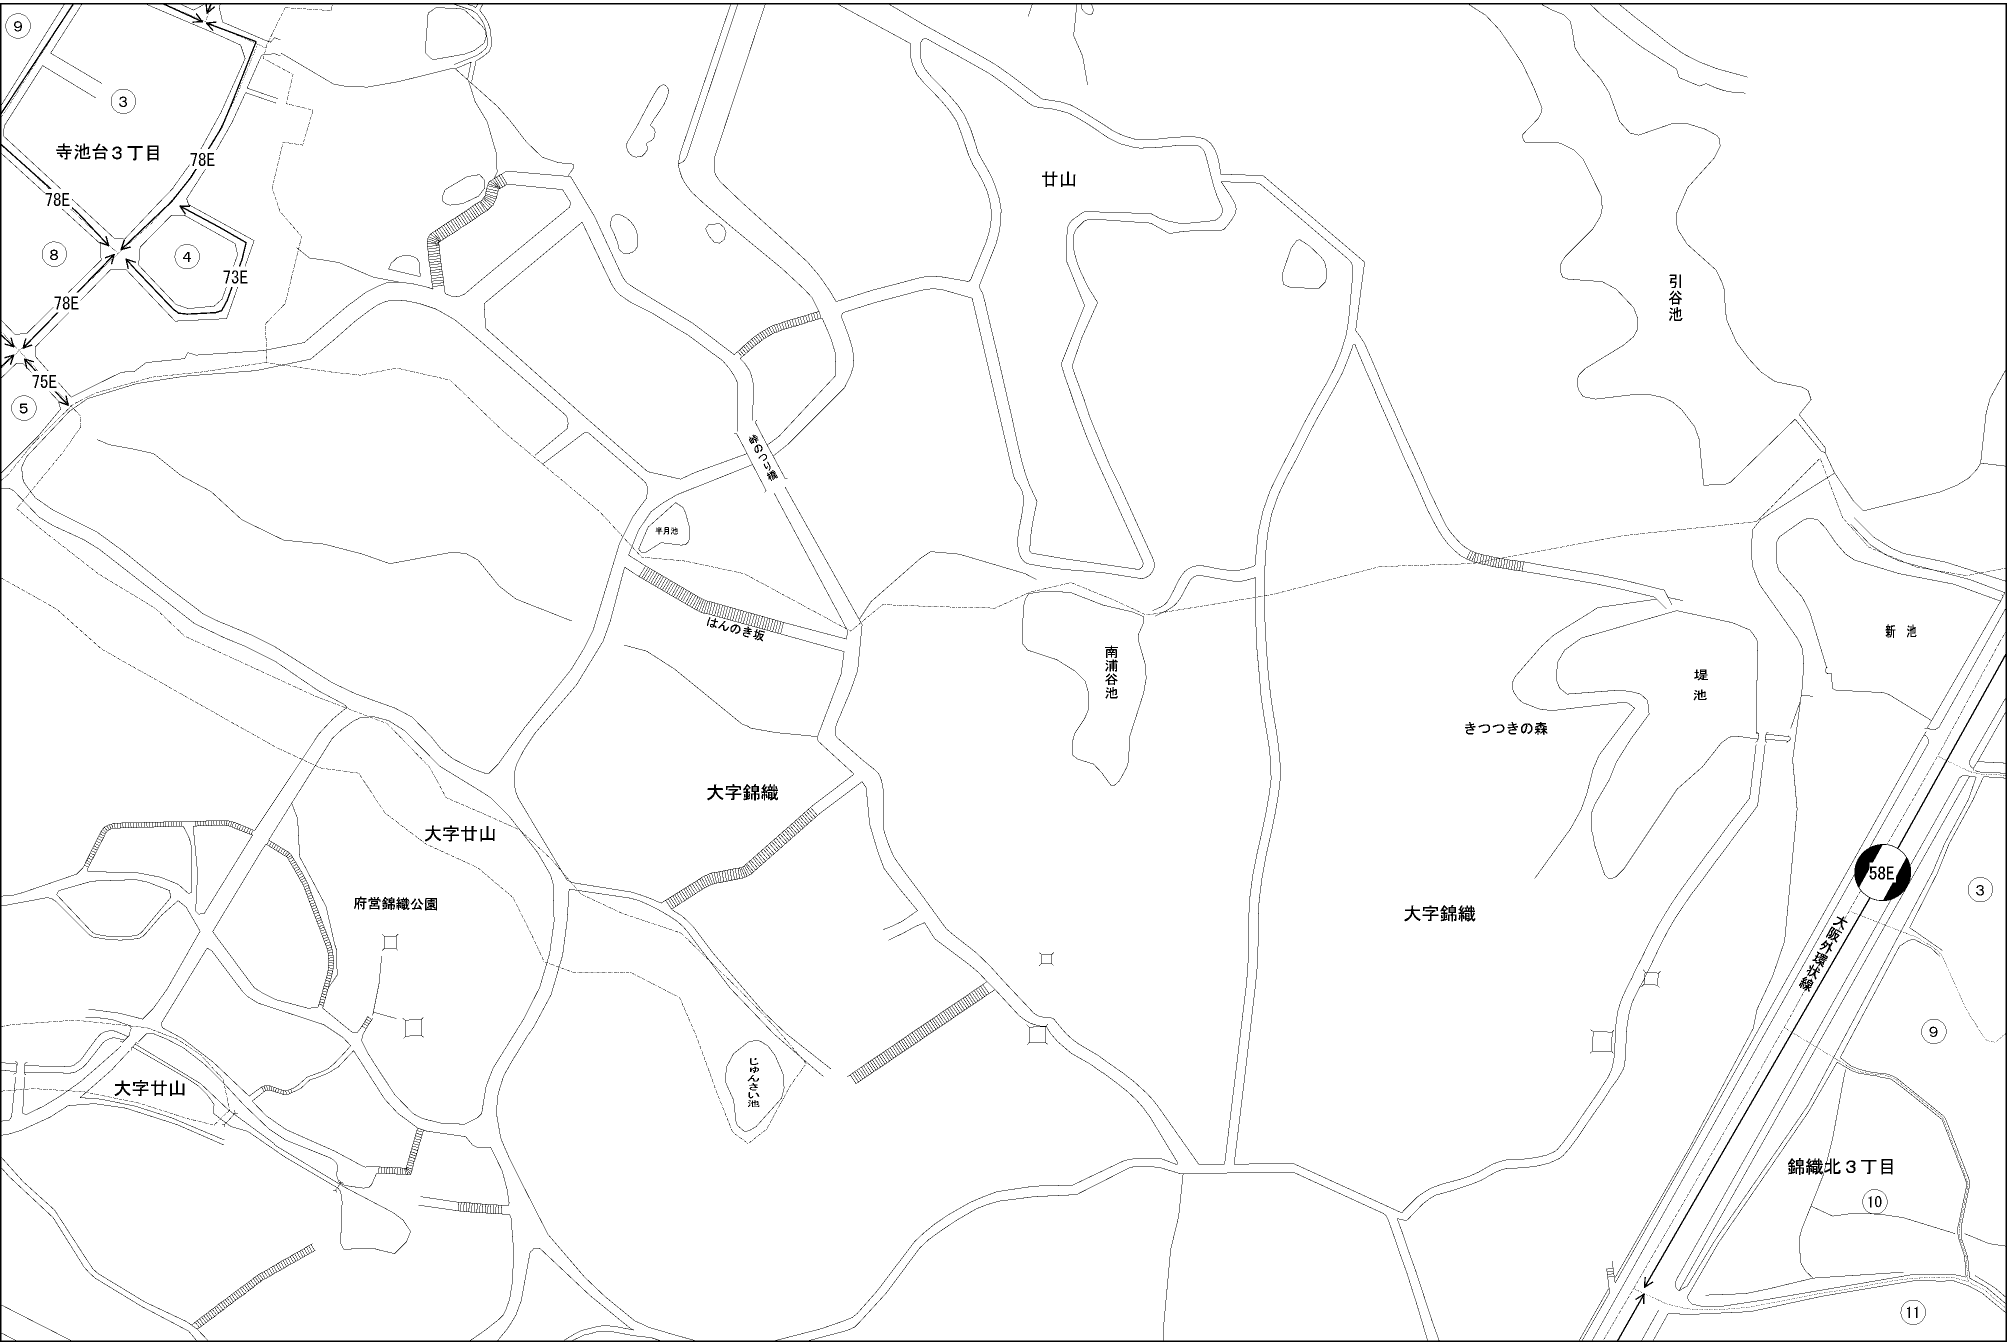 9
3
寺池台3丁目
78E
78E
廿山
8
4
73E
引谷池
78E
75E
5
峠のつり橋
半月池
はんのき坂
新池
南浦谷池
堤池
きつつきの森
大字錦織
大字廿山
58E
府営錦織公園
大字錦織
3
大阪外環状線
9
じゅんさい池
大字廿山
錦織北3丁目
10
11